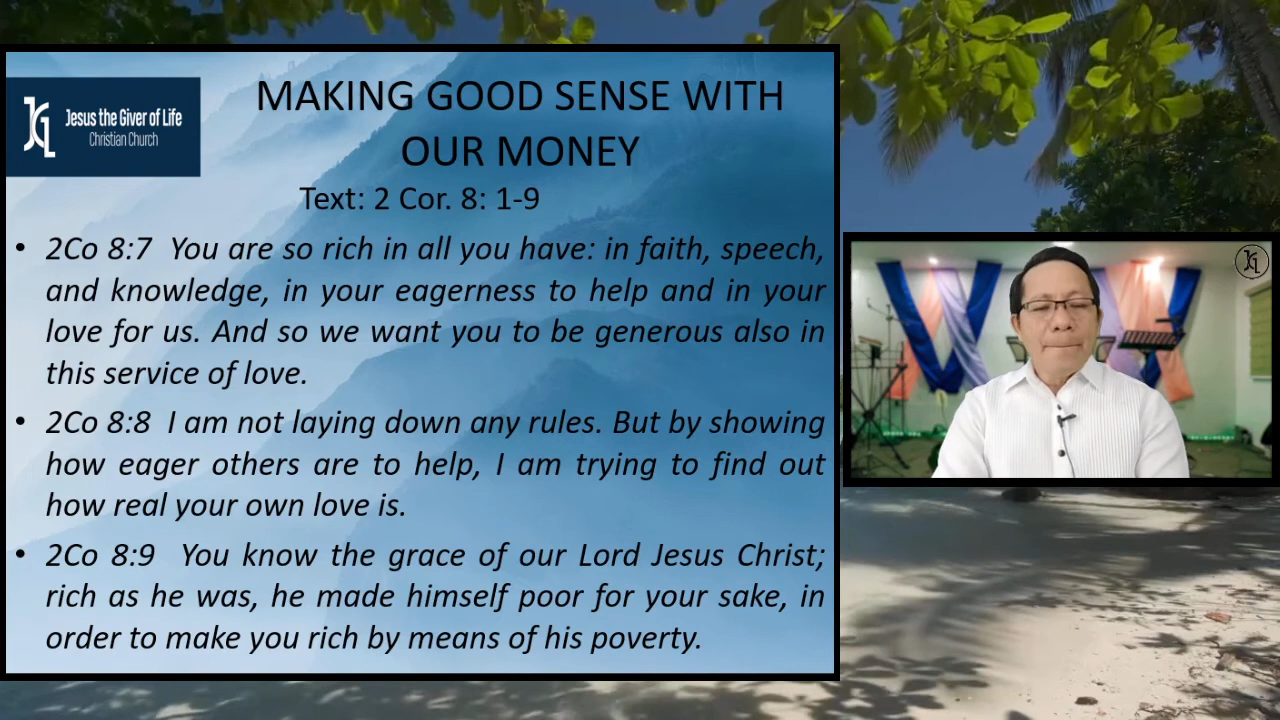 JGL
Jesus the Giver of Life
Christian Church
MAKING GOOD SENSE WITH
OUR MONEY
Text: 2 Cor. 8: 1-9
• 2Co 8:7 You are so rich in all you have: in faith, speech,
and knowledge, in your eagerness to help and in your
love for us. And so we want you to be generous also in
this service of love.
• 2Co 8:8 I am not laying down any rules. But by showing
how eager others are to help, I am trying to find out
how real your own love is.
• 2Co 8:9 You know the grace of our Lord Jesus Christ;
rich as he was, he made himself poor for your sake, in
order to make you rich by means of his poverty.
JGL